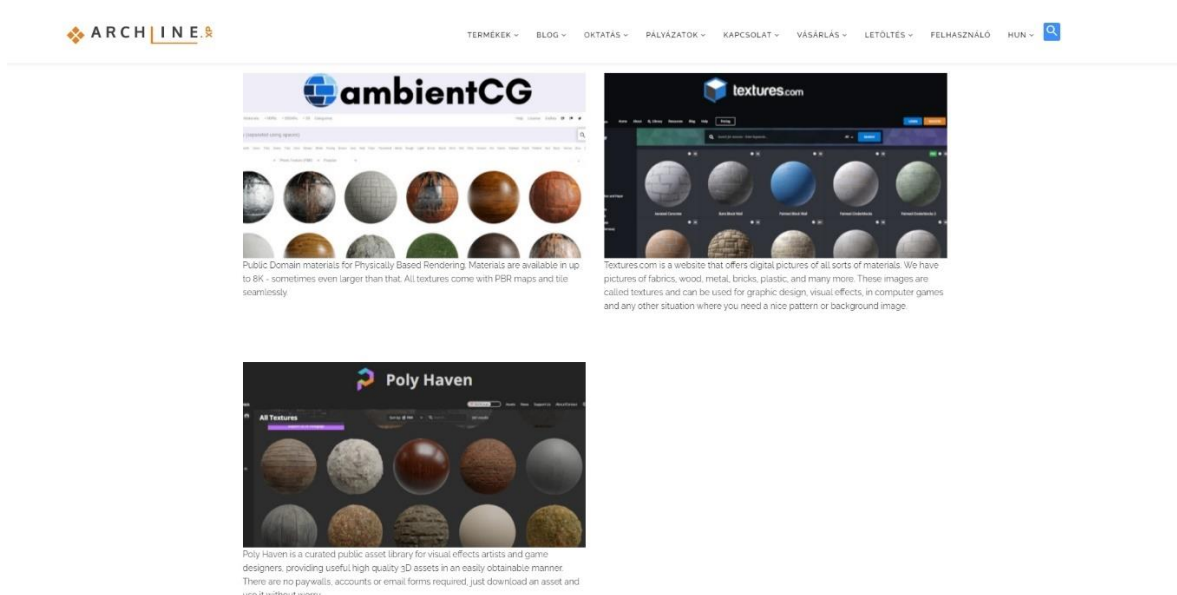 ARCHLINE.XP
TERMÉKEK BLOG OKTATÁS PÁLYÁZATOK KAPCSOLAT VÁSÁRLÁS LETÖLTÉS FELHASZNÁLÓ HUN
ambientCG
Public Domain materials for Physically Based Rendering. Materials are available in up
to 8K - sometimes even larger than that. All textures come with PBR maps and tile
seamlessly.
textures.com
Textures.com is a website that offers digital pictures of all sorts of materials. We have
pictures of fabrics, wood, metal, bricks, plastic, and many more. These images are
called textures and can be used for graphic design, visual effects, in computer games
and any other situation where you need a nice pattern or background image.
Poly Haven
All Textures
Poly Haven is a curated public asset library for visual effects artists and game
designers, providing useful high quality 3D assets in an easily obtainable manner.
There are no paywalls, accounts or email forms required, just download an asset and
use it without worry.